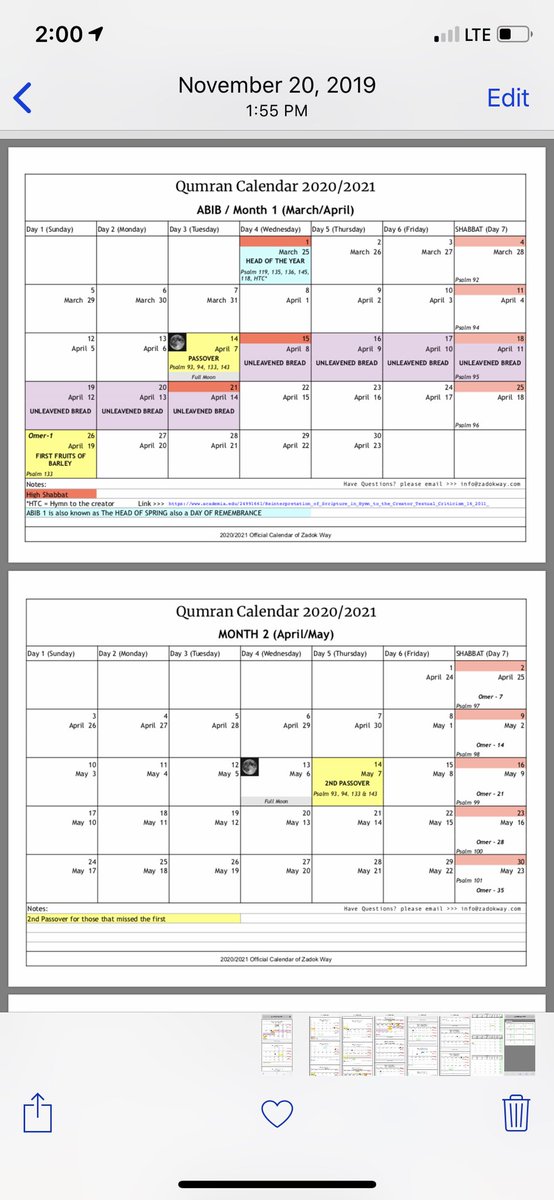 2:00
LTE
November 20, 2019
1:55 PM
Edit
Qumran Calendar 2020/2021
ABIB / Month 1 (March/April)
Day 1 (Sunday) Day 2 (Monday) Day 3 (Tuesday) Day 4 (Wednesday) Day 5 (Thursday) Day 6 (Friday) SHABBAT (Day 7)
1 2 3 4
March 25 March 26 March 27 March 28
HEAD OF THE YEAR
Psalm 119, 135, 136, 145,
118, HTC*
Psalm 92
5 6 7 8 9 10 11
March 29 March 30 March 31 April 1 April 2 April 3 April 4
Psalm 94
12 13 14 15 16 17 18
April 5 April 6 April 7 April 8 April 9 April 10 April 11
PASSOVER
UNLEAVENED BREAD UNLEAVENED BREAD UNLEAVENED BREAD UNLEAVENED BREAD
Psalm 93, 94, 133, 143
Full Moon
Psalm 95
19 20 21 22 23 24 25
April 12 April 13 April 14 April 15 April 16 April 17 April 18
UNLEAVENED BREAD UNLEAVENED BREAD UNLEAVENED BREAD
Psalm 96
Omer-1 26 27 28 29 30
April 19 April 20 April 21 April 22 April 23
FIRST FRUITS OF
BARLEY
Psalm 133
Notes: Have Questions? please email >>> info@zadokway.com
High Shabbat
*HTC = Hymn to the creator Link >>> https://www.academia.edu/
ABIB 1 is also known as The HEAD OF SPRING also a DAY OF REMEMBRANCE
2020/2021 Official Calendar of Zadok Way
Qumran Calendar 2020/2021
MONTH 2 (April/May)
Day 1 (Sunday) Day 2 (Monday) Day 3 (Tuesday) Day 4 (Wednesday) Day 5 (Thursday) Day 6 (Friday) SHABBAT (Day 7)
1 2
April 24 April 25
Omer - 7
Psalm 97
3 4 5 6 7 8 9
April 26 April 27 April 28 April 29 April 30 May 1 May 2
Omer - 14
Psalm 98
10 11 12 13 14 15 16
May 3 May 4 May 5 May 6 May 7 May 8 May 9
2ND PASSOVER
Psalm 93. 94. 133 & 143
Omer - 21
Full Moon
Psalm 99
17 18 19 20 21 22 23
May 10 May 11 May 12 May 13 May 14 May 15 May 16
Omer - 28
Psalm 100
24 25 26 27 28 29 30
May 17 May 18 May 19 May 20 May 21 May 22 May 23
Psalm 101
Omer - 35
Notes: Have Questions? please email >>> info@zadokway.com
2nd Passover for those that missed the first
2020/2021 Official Calendar of Zadok Way